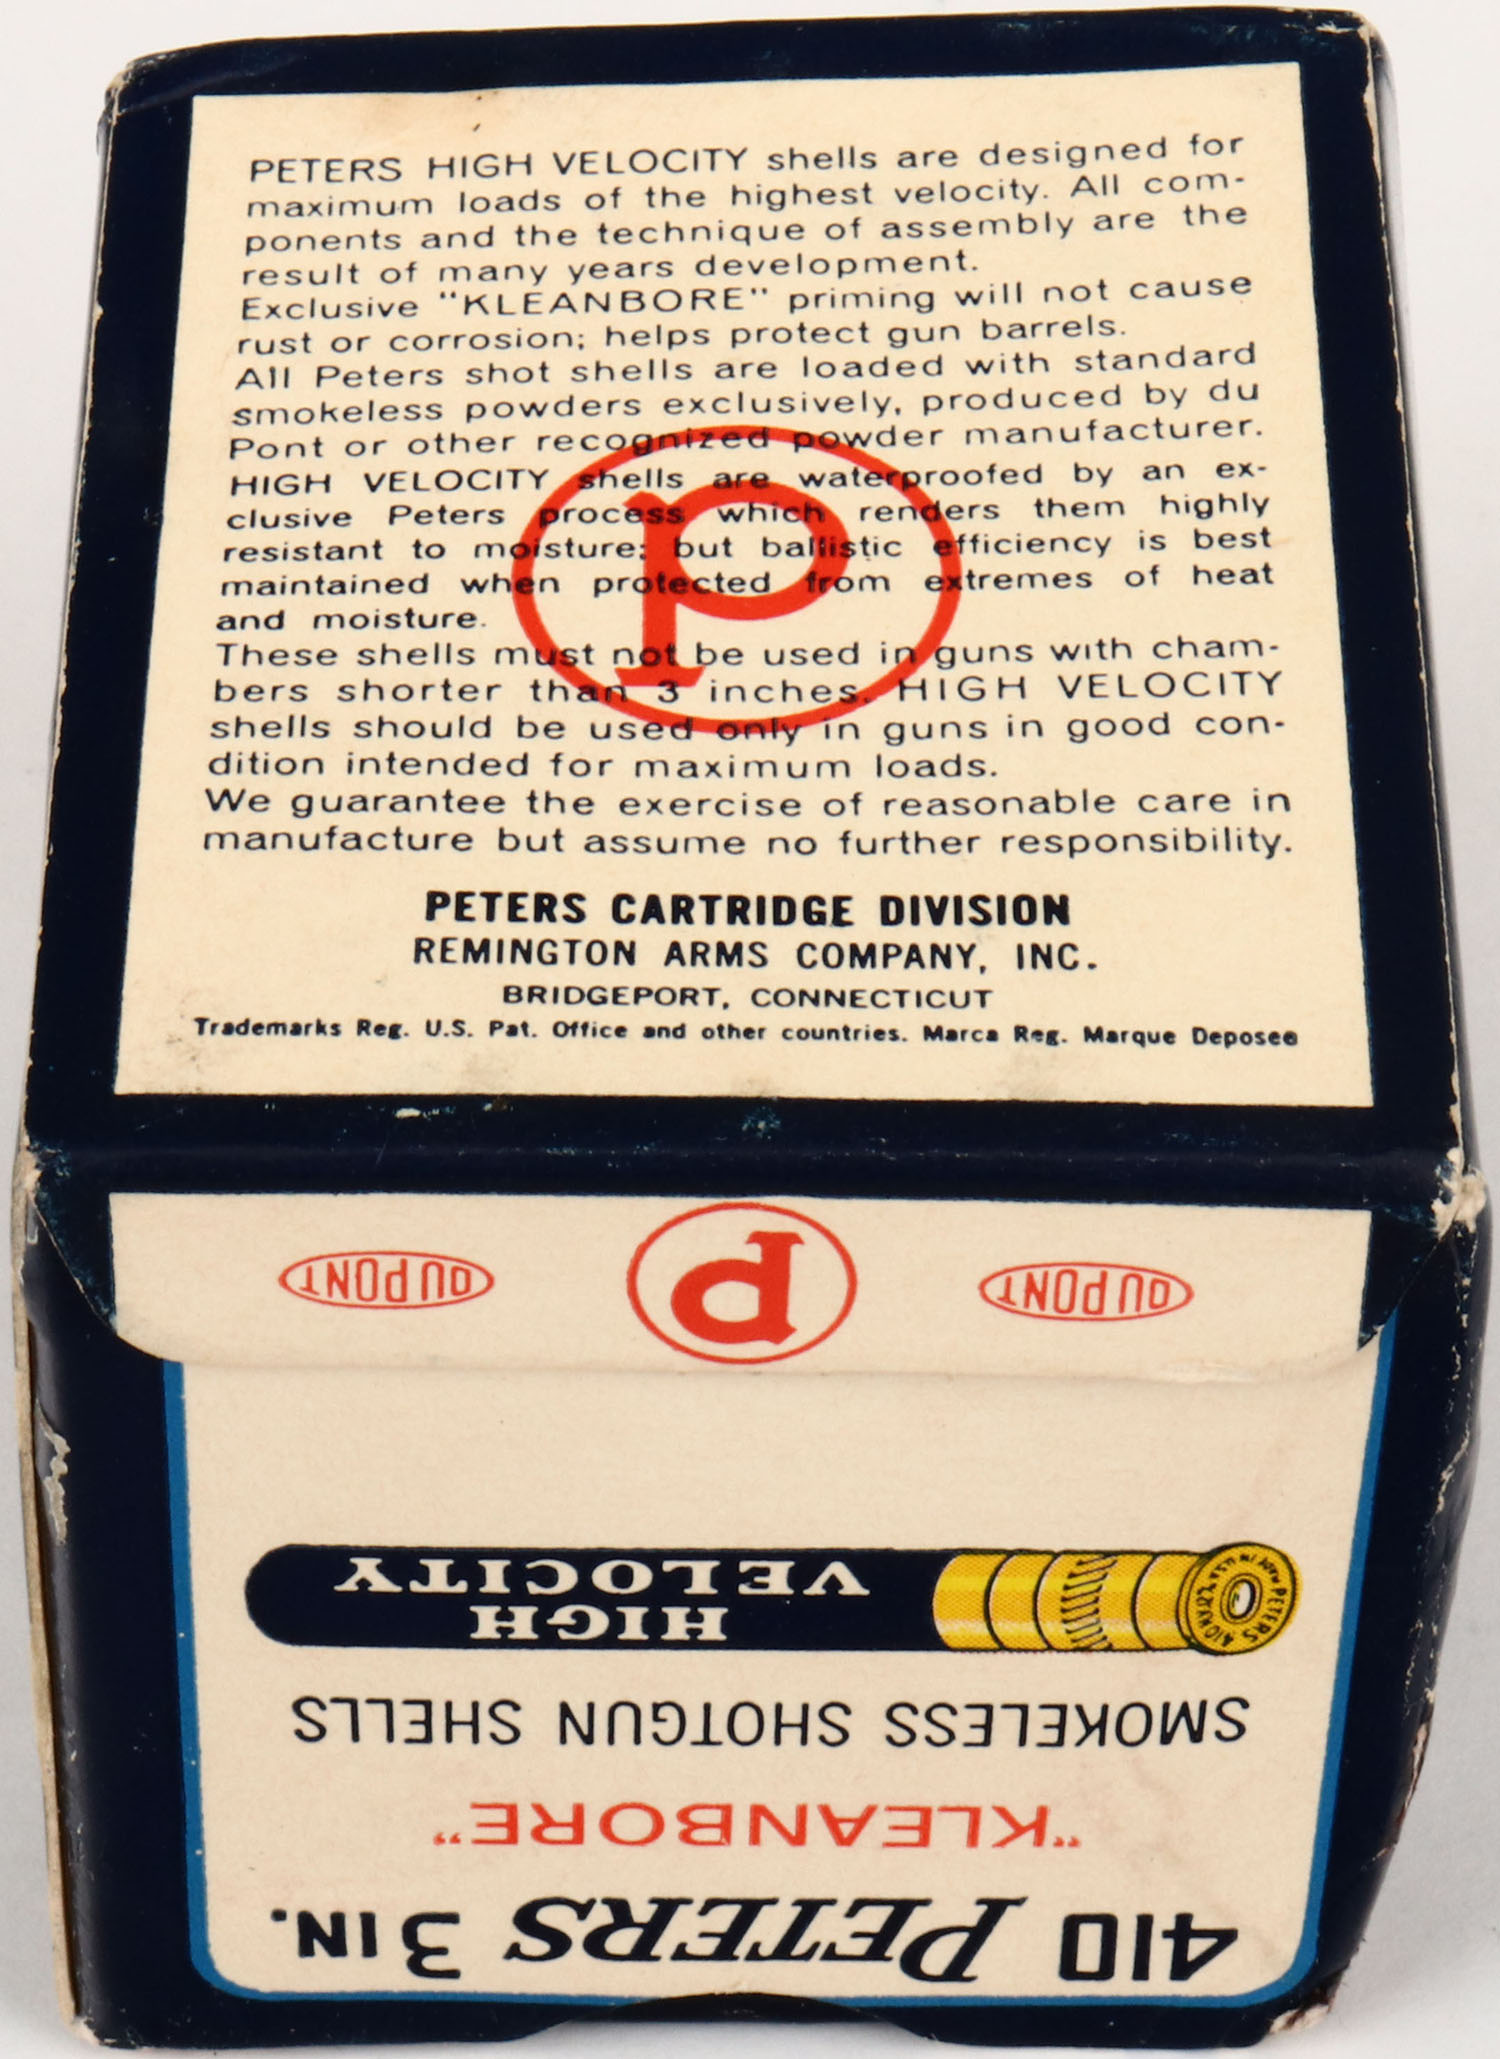 PETERS HIGH VELOCITY shells are designed for
maximum loads of the highest velocity. All com-
ponents and the technique of assembly are the
result of many years development.
Exclusive "KLEANBORE" priming will not cause
rust or corrosion; helps protect gun barrels.
All Peters shot shells are loaded with standard
smokeless powders exclusively, produced by du
Pont or other recognized powder manufacturer.
HIGH VELOCITY shells are waterproofed by an ex-
clusive Peters process which renders them highly
resistant to moisture; but ballistic efficiency is best
maintained when protected from extremes of heat
and moisture.
These shells must not be used in guns with cham-
bers shorter than 3 inches. HIGH VELOCITY
shells should be used only in guns in good con-
dition intended for maximum loads.
We guarantee the exercise of reasonable care in
manufacture but assume no further responsibility.
P
PETERS CARTRIDGE DIVISION
REMINGTON ARMS COMPANY, INC.
BRIDGEPORT, CONNECTICUT
Trademarks Reg. U.S. Pat. Office and other countries. Marca Reg. Marque Deposee
DU PONT P DU PONT
410 PETERS 3 IN.
"KLEANBORE"
SMOKELESS SHOTGUN SHELLS
HIGH
VELOCITY
PETERS